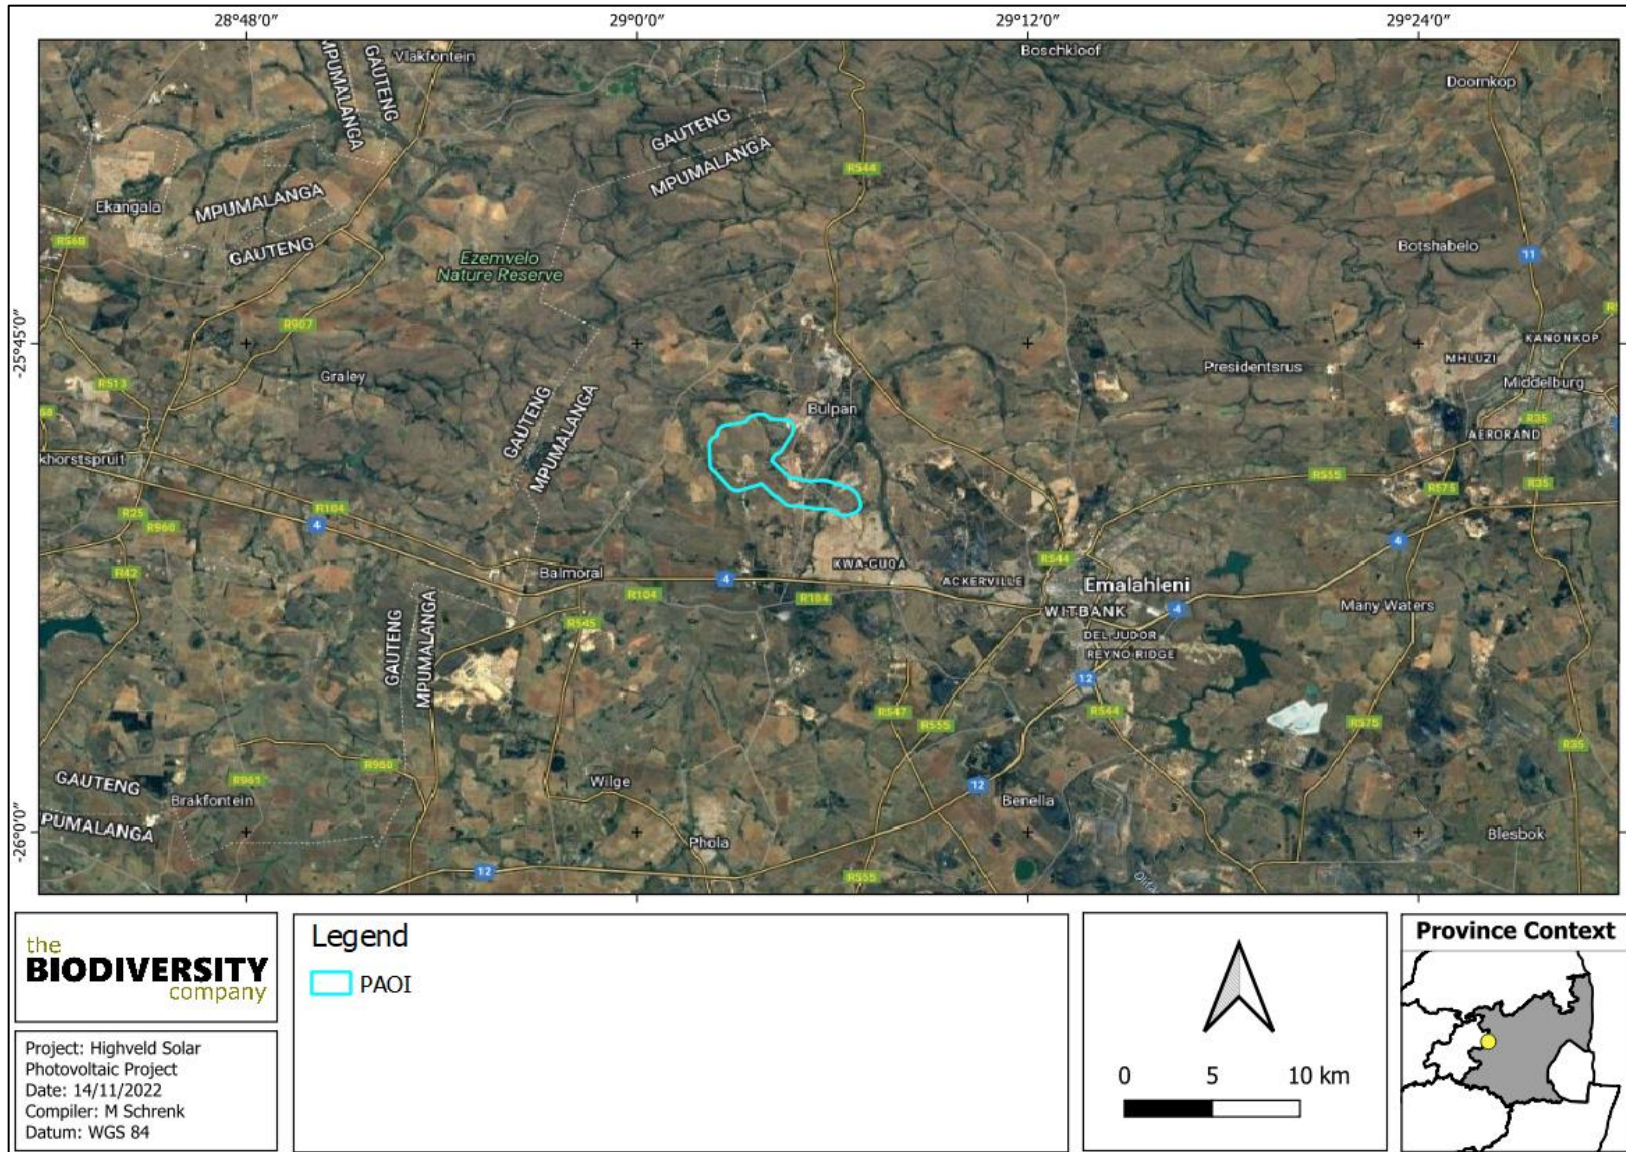 28°48'0″ 29°0'0″ 29°12'0″ 29°24'0″
Vlakfontein
Boschkloof
Doornkop
MPUMALANGA
GAUTENG
GAUTENG
MPUMALANGA
R544
Ekangala
MPUMALANGA
GAUTENG
R568
Ezemvelo
Nature Reserve
Botshabelo
11
-25°45'0″
R907
KANONKOP
MHLUZI
Presidentsrus
Middelburg
Graley
R513
GAUTENG
MPUMALANGA
Bulpan
R35
AERORAND
khorstspruit
R555
R575
R35
R104
4
R25
R960
4
R42
Balmoral
4
KWA-GUQA
ACKERVILLE
R544
Emalahleni
R104
R104
WITBANK
4
Many Waters
R545
DEL JUDOR
REYNO RIDGE
GAUTENG
MPUMALANGA
12
R547
R555
R544
R575
R35
R960
R961
GAUTENG
Brakfontein
Wilge
12
Benella
PUMALANGA
-26°0'0″
Phola
Blesbok
12
R555
the
BIODIVERSITY
company
Project: Highveld Solar
Photovoltaic Project
Date: 14/11/2022
Compiler: M Schrenk
Datum: WGS 84
Legend
PAOI
0 5 10 km
Province Context